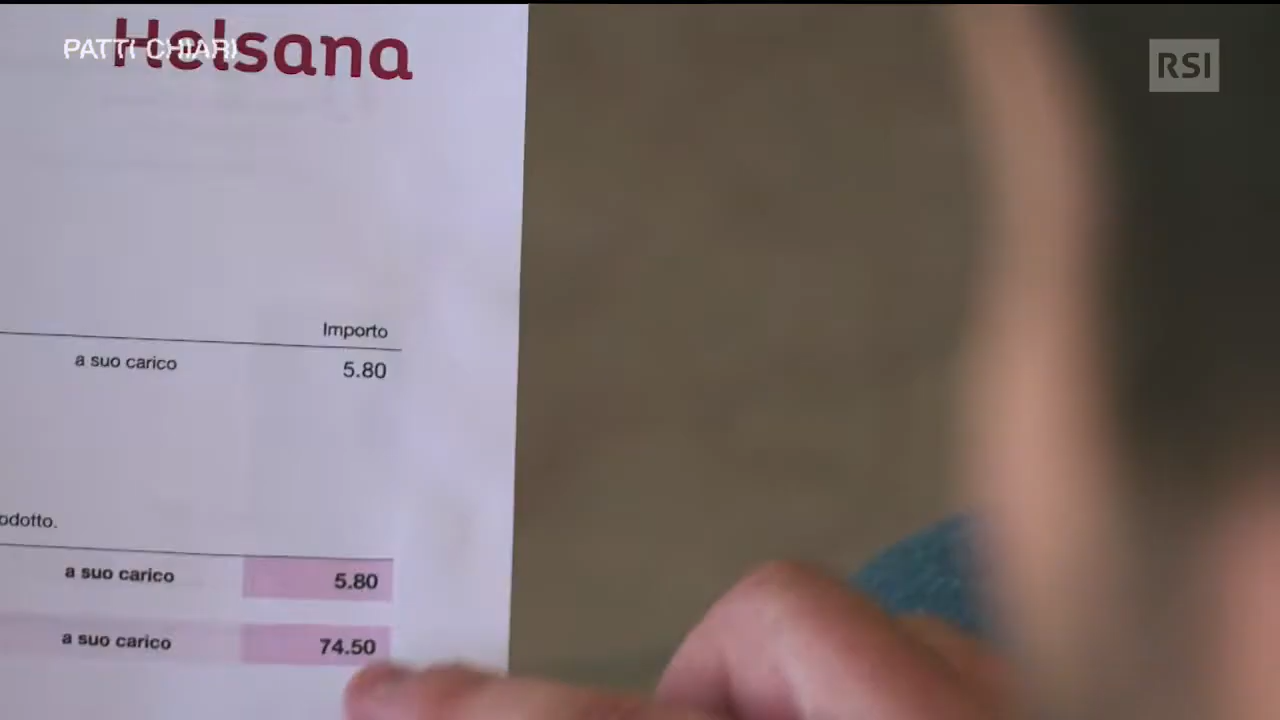 PATTI CHIARI
Helsana
RSI
Importo
a suo carico 5.80
odotto.
a suo carico 5.80
a suo carico 74.50